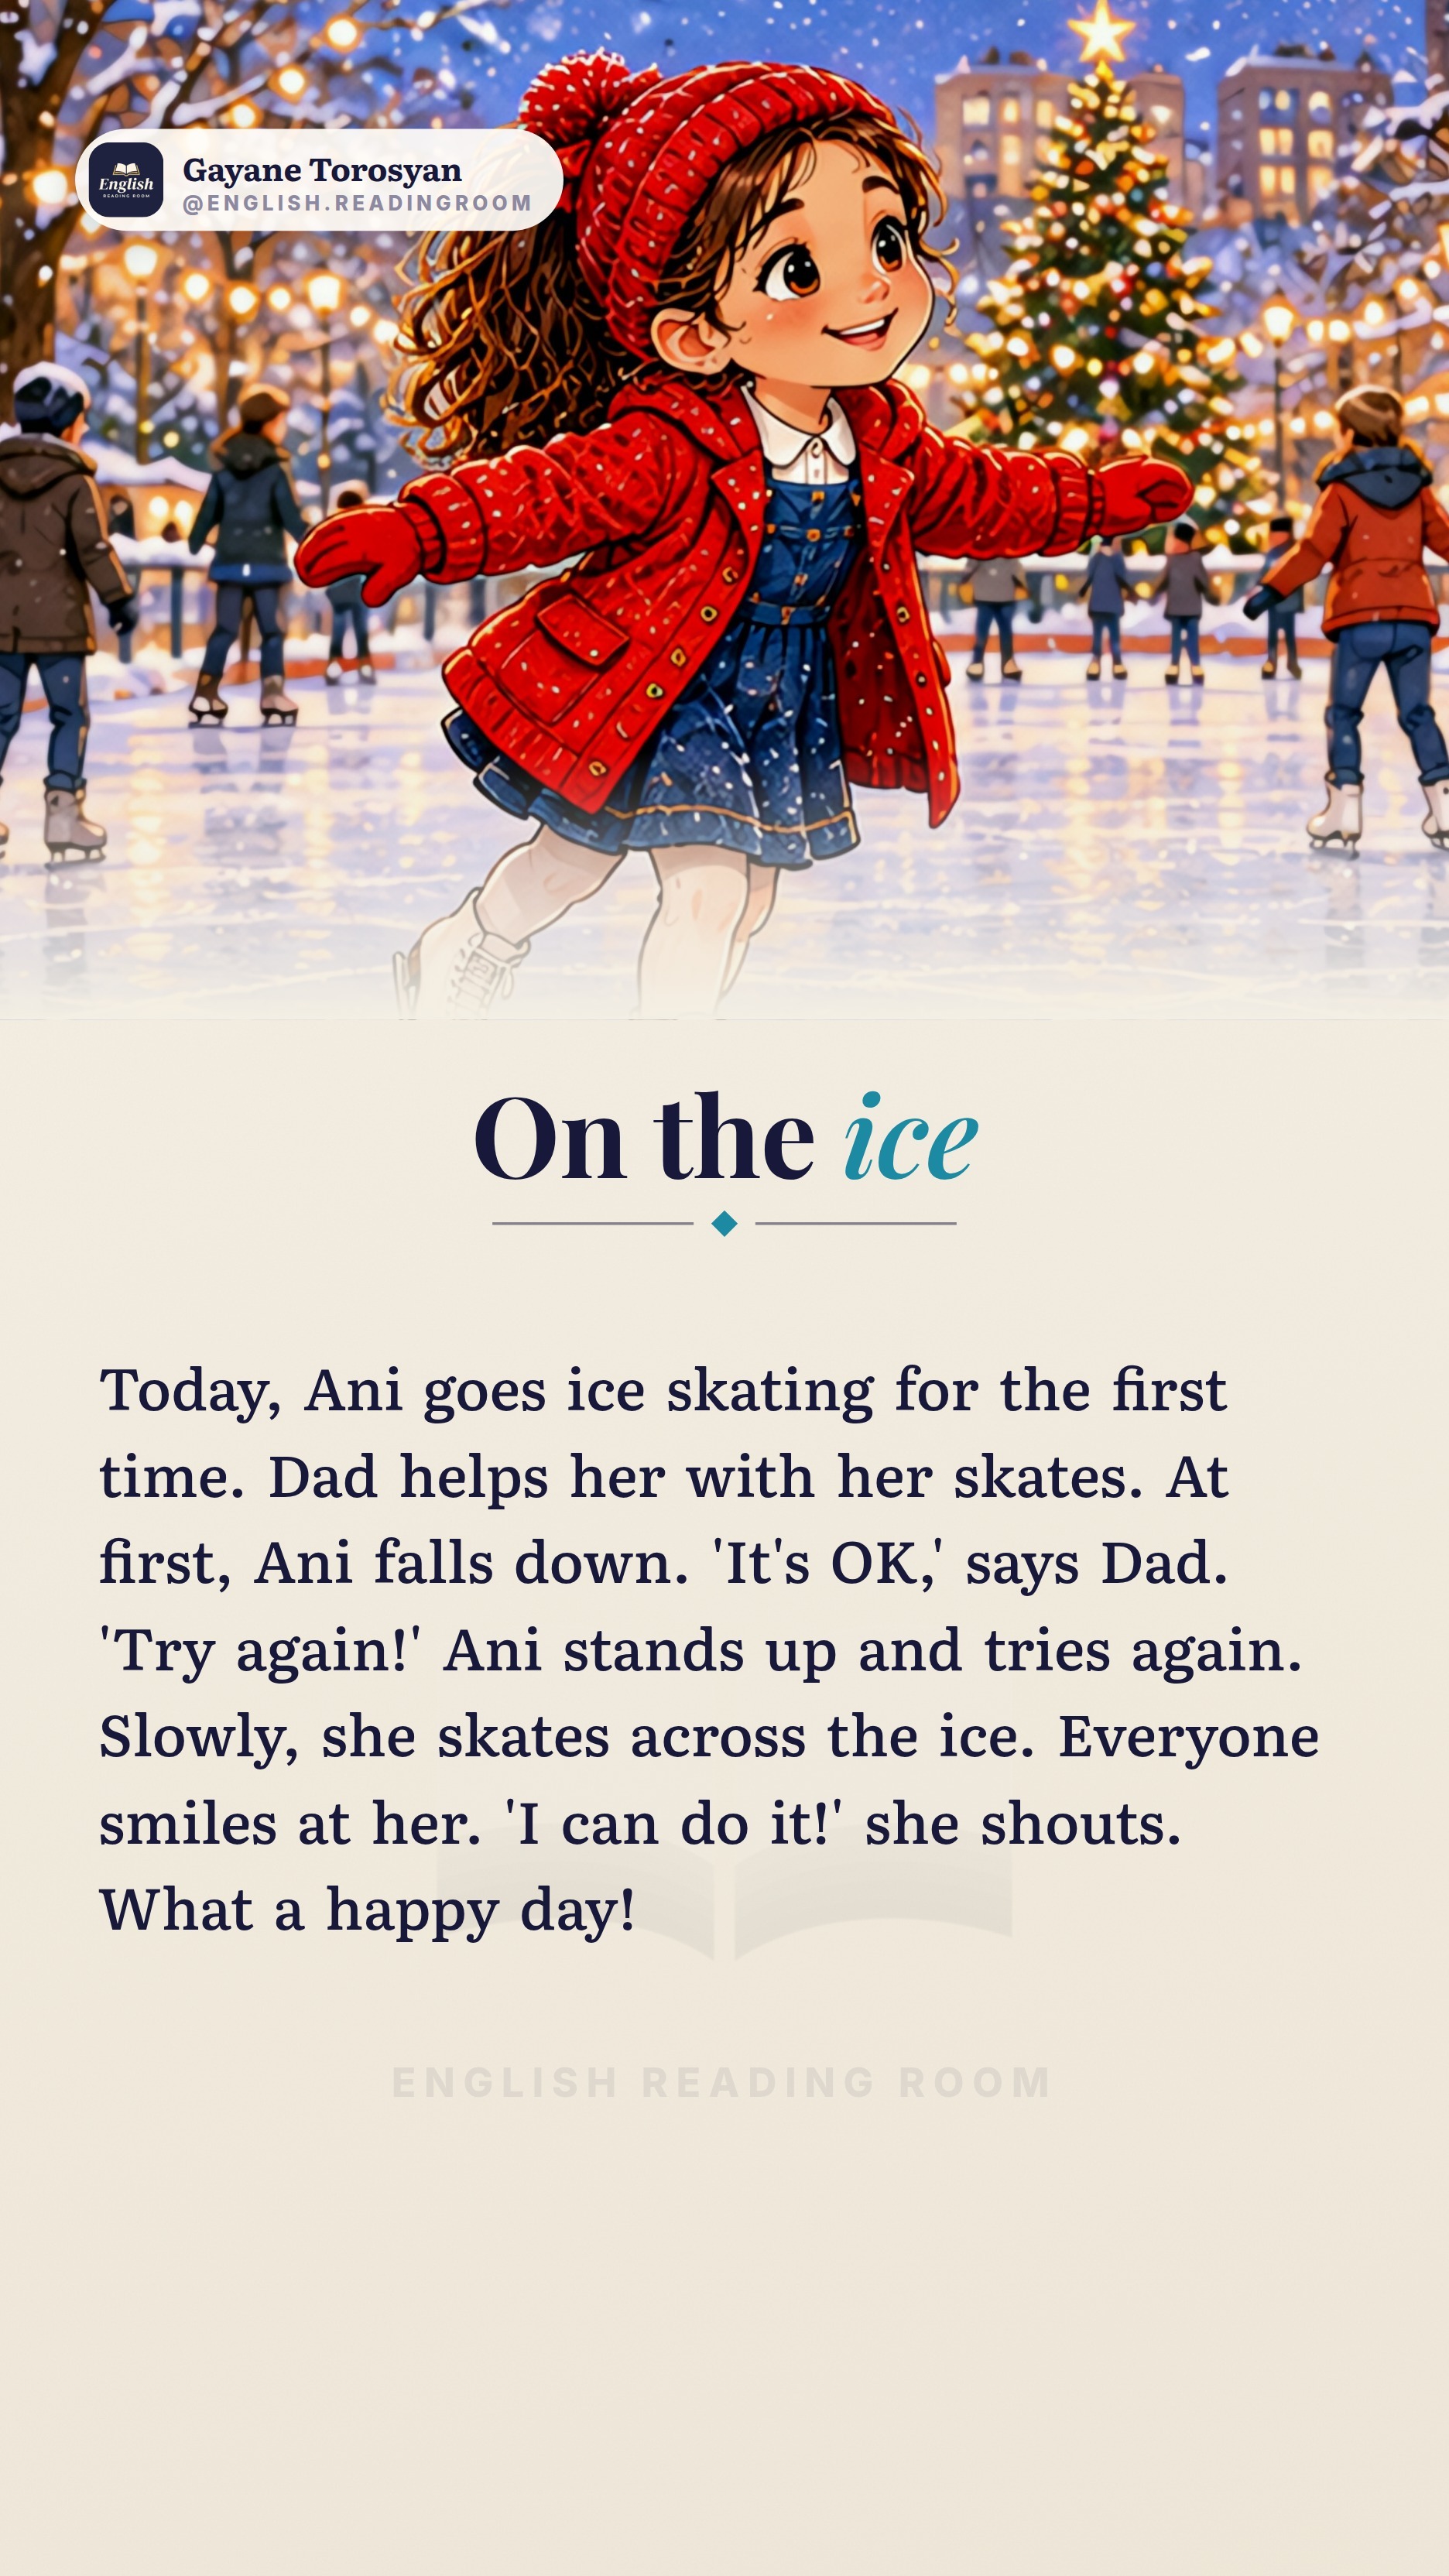 English
READING ROOM
Gayane Torosyan
@ENGLISH.READINGROOM
On the ice
Today, Ani goes ice skating for the first
time. Dad helps her with her skates. At
first, Ani falls down. 'It's OK,' says Dad.
'Try again!' Ani stands up and tries again.
Slowly, she skates across the ice. Everyone
smiles at her. 'I can do it!' she shouts.
What a happy day!
ENGLISH READING ROOM